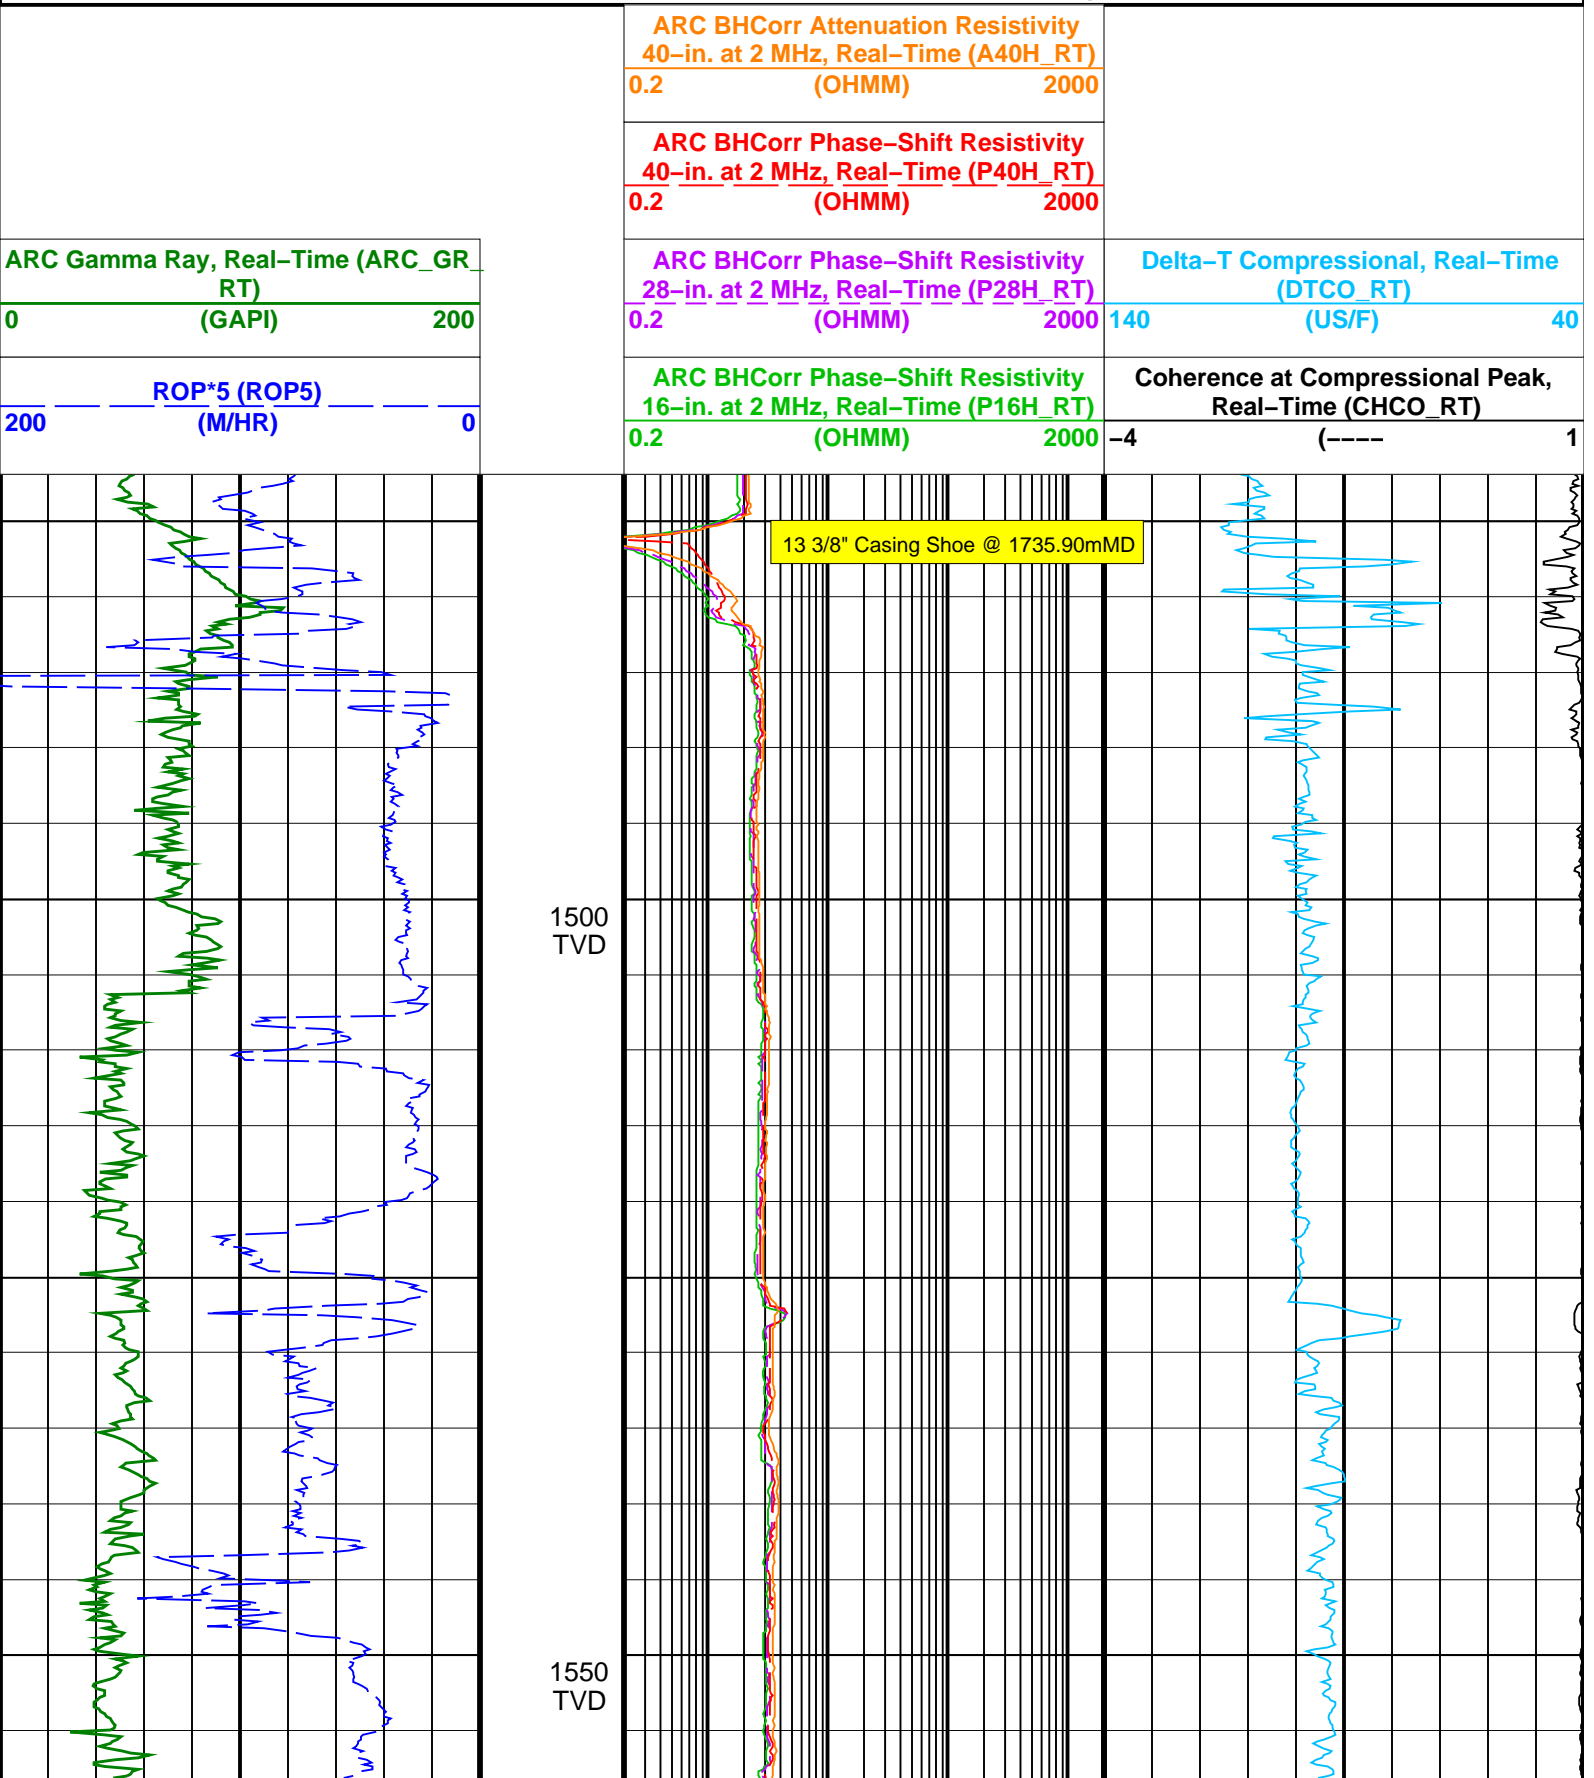 ARC BHCorr Attenuation Resistivity
40–in. at 2 MHz, Real–Time (A40H_RT)
0.2 (OHMM) 2000
ARC BHCorr Phase–Shift Resistivity
40–in. at 2 MHz, Real–Time (P40H_RT)
0.2 (OHMM) 2000
ARC Gamma Ray, Real–Time (ARC_GR_
RT)
0 (GAPI) 200
ARC BHCorr Phase–Shift Resistivity
28–in. at 2 MHz, Real–Time (P28H_RT)
0.2 (OHMM) 2000
Delta–T Compressional, Real–Time
(DTCO_RT)
140 (US/F) 40
ROP*5 (ROP5)
200 (M/HR) 0
ARC BHCorr Phase–Shift Resistivity
16–in. at 2 MHz, Real–Time (P16H_RT)
0.2 (OHMM) 2000
Coherence at Compressional Peak,
Real–Time (CHCO_RT)
–4 (–––– 1
13 3/8" Casing Shoe @ 1735.90mMD
1500
TVD
1550
TVD